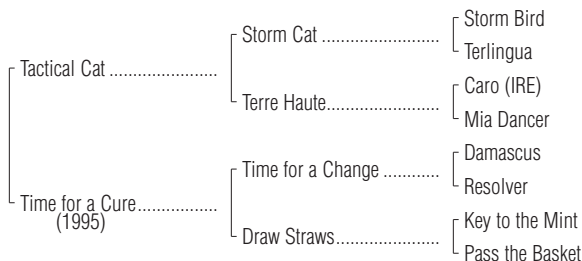 Storm Bird
Storm Cat ........................
Terlingua
Tactical Cat ......................
Caro (IRE)
Terre Haute.......................
Mia Dancer
Damascus
Time for a Change ............
Resolver
Time for a Cure................
(1995)
Key to the Mint
Draw Straws.....................
Pass the Basket